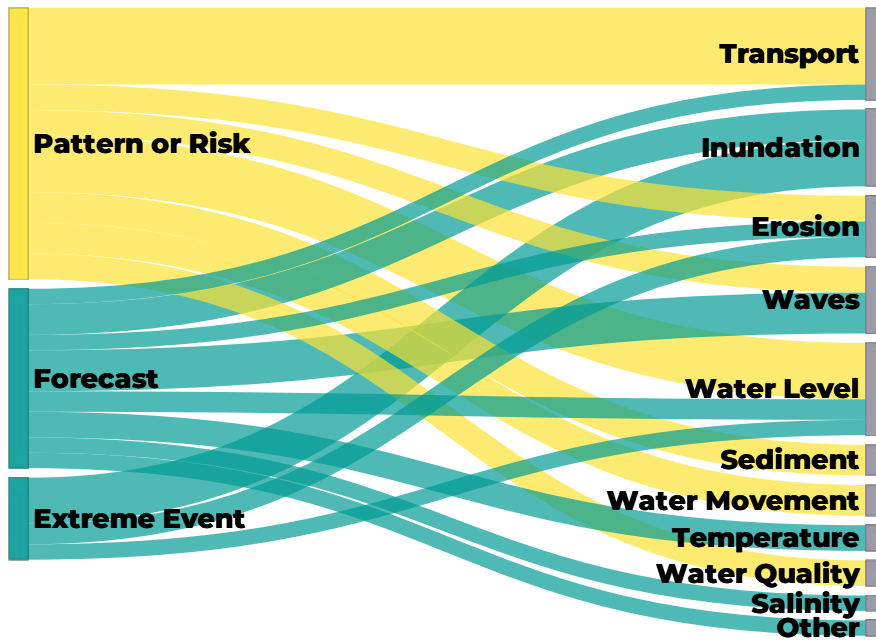 Pattern or Risk
Forecast
Extreme Event
Transport
Inundation
Erosion
Waves
Water Level
Sediment
Water Movement
Temperature
Water Quality
Salinity
Other